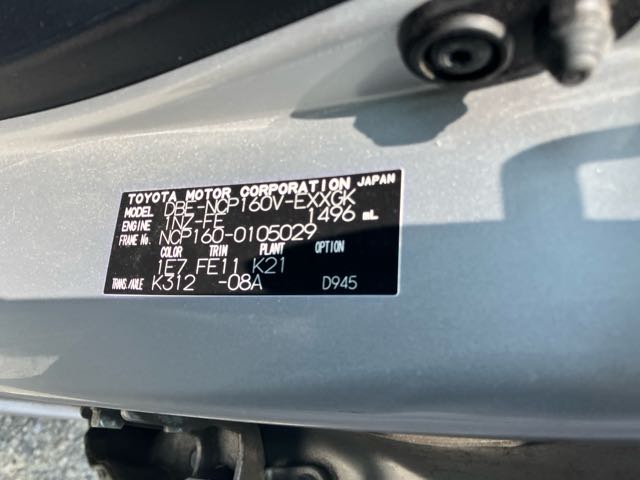 TOYOTA MOTOR CORPORATION JAPAN
MODEL DBE-NCP160V-EXXGK
ENGINE 1NZ-FE 1496 mL
FRAME No. NCP160-0105029
COLOR TRIM PLANT OPTION
1E7 FE11 K21
TRANS./AXLE K312 -08A D945